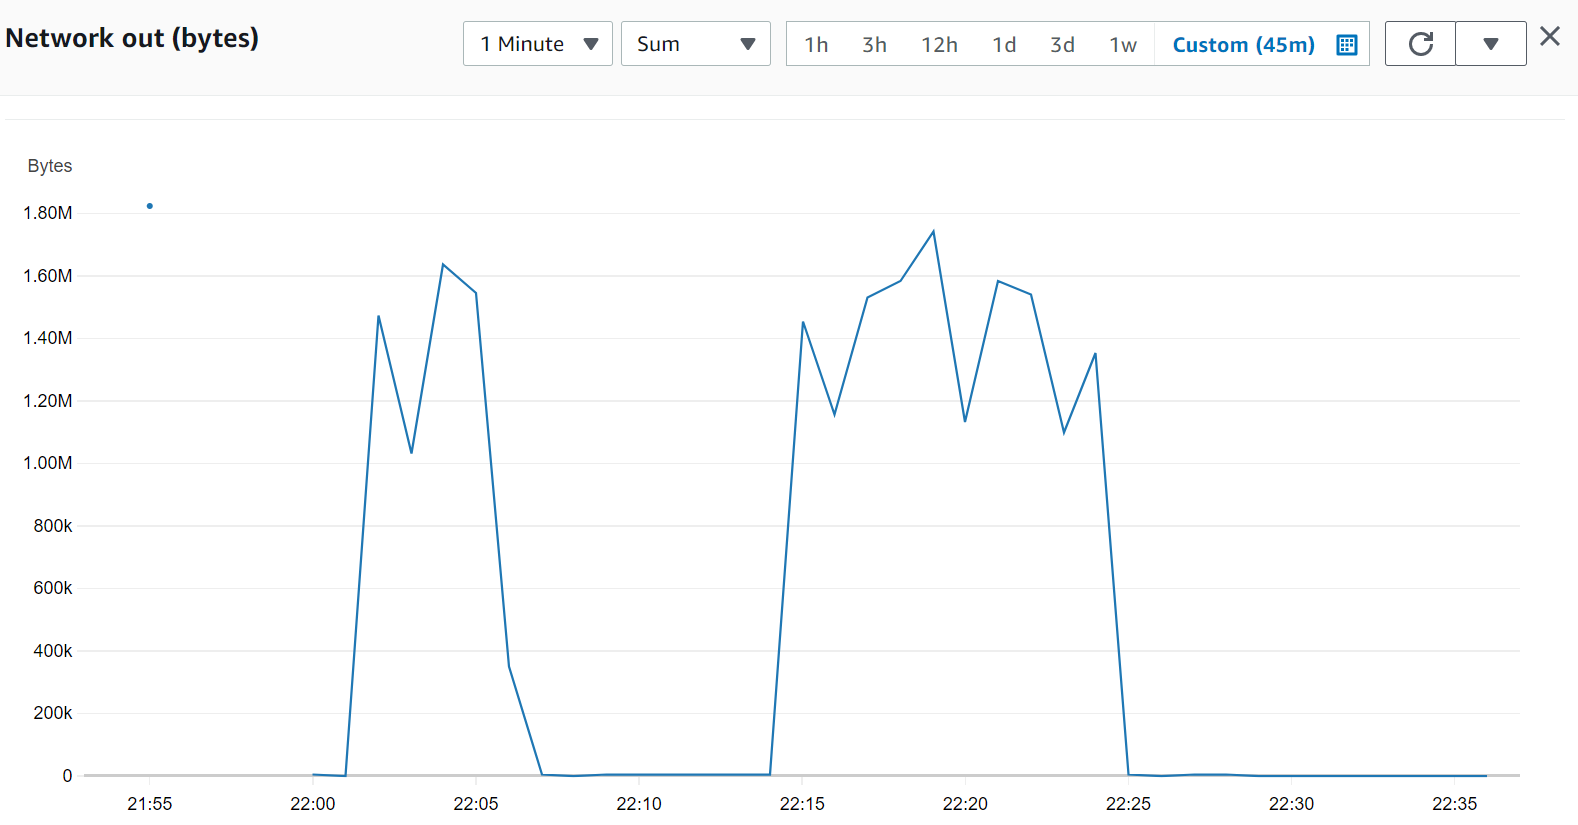 Network out (bytes)
1 Minute
Sum
1h 3h 12h 1d 3d 1w Custom (45m)
Bytes
1.80M
1.60M
1.40M
1.20M
1.00M
800k
600k
400k
200k
0
21:55 22:00 22:05 22:10 22:15 22:20 22:25 22:30 22:35